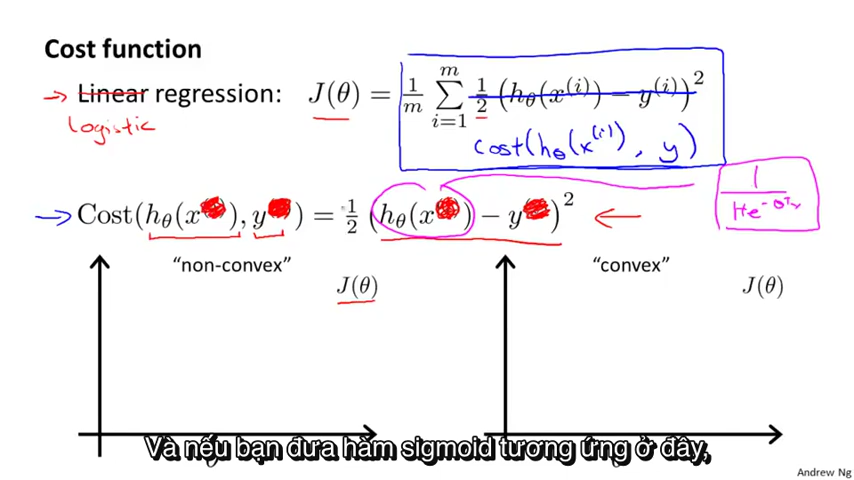 Cost function
→ Linear regression: J(θ) = 1/m Σ_{i=1}^{m} 1/2 (h_θ(x^{(i)}) − y^{(i)})^2
logistic
cost(h_θ(x^{(i)}), y)
→ Cost(h_θ(x), y) = 1/2 (h_θ(x) − y)^2 ←
1/(1+e^{-θ^T x})
"non-convex"
"convex"
J(θ)
J(θ)
Và nếu bạn đưa hàm sigmoid tương ứng ở đây,
Andrew Ng